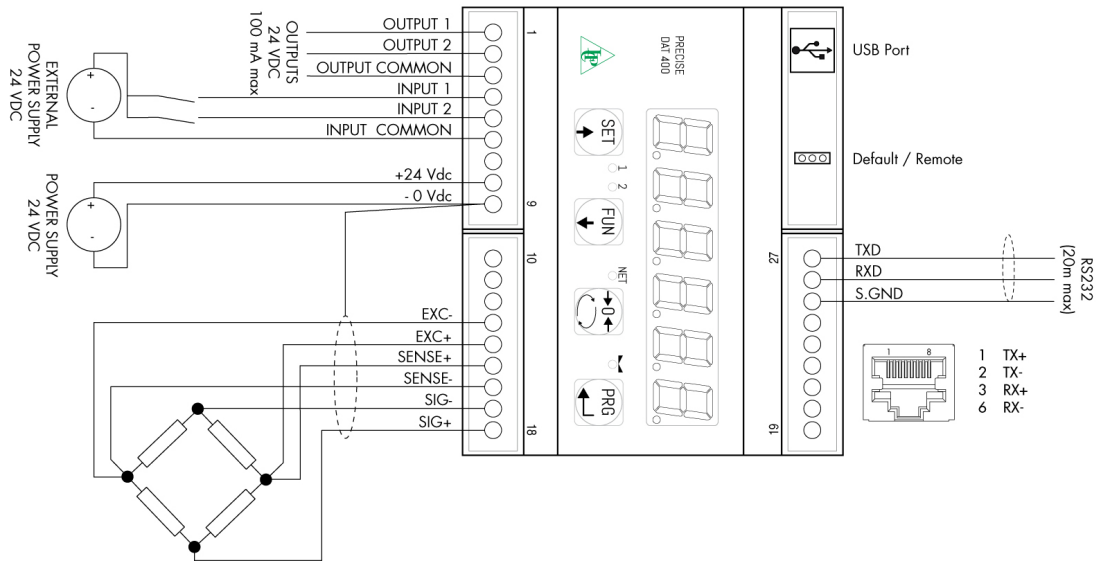 OUTPUT 1
OUTPUT 2
OUTPUT COMMON
INPUT 1
INPUT 2
INPUT COMMON
+24 Vdc
- 0 Vdc
OUTPUTS
24 VDC
100 mA max
EXTERNAL
POWER SUPPLY
24 VDC
+
-
POWER SUPPLY
24 VDC
+
-
EXC-
EXC+
SENSE+
SENSE-
SIG-
SIG+
1
9
10
18
PRECISE
DAT 400
SET
1
2
FUN
NET
0
PRG
USB Port
Default / Remote
27
19
TXD
RXD
S.GND
RS232
(20m max)
1 8
1 TX+
2 TX-
3 RX+
6 RX-